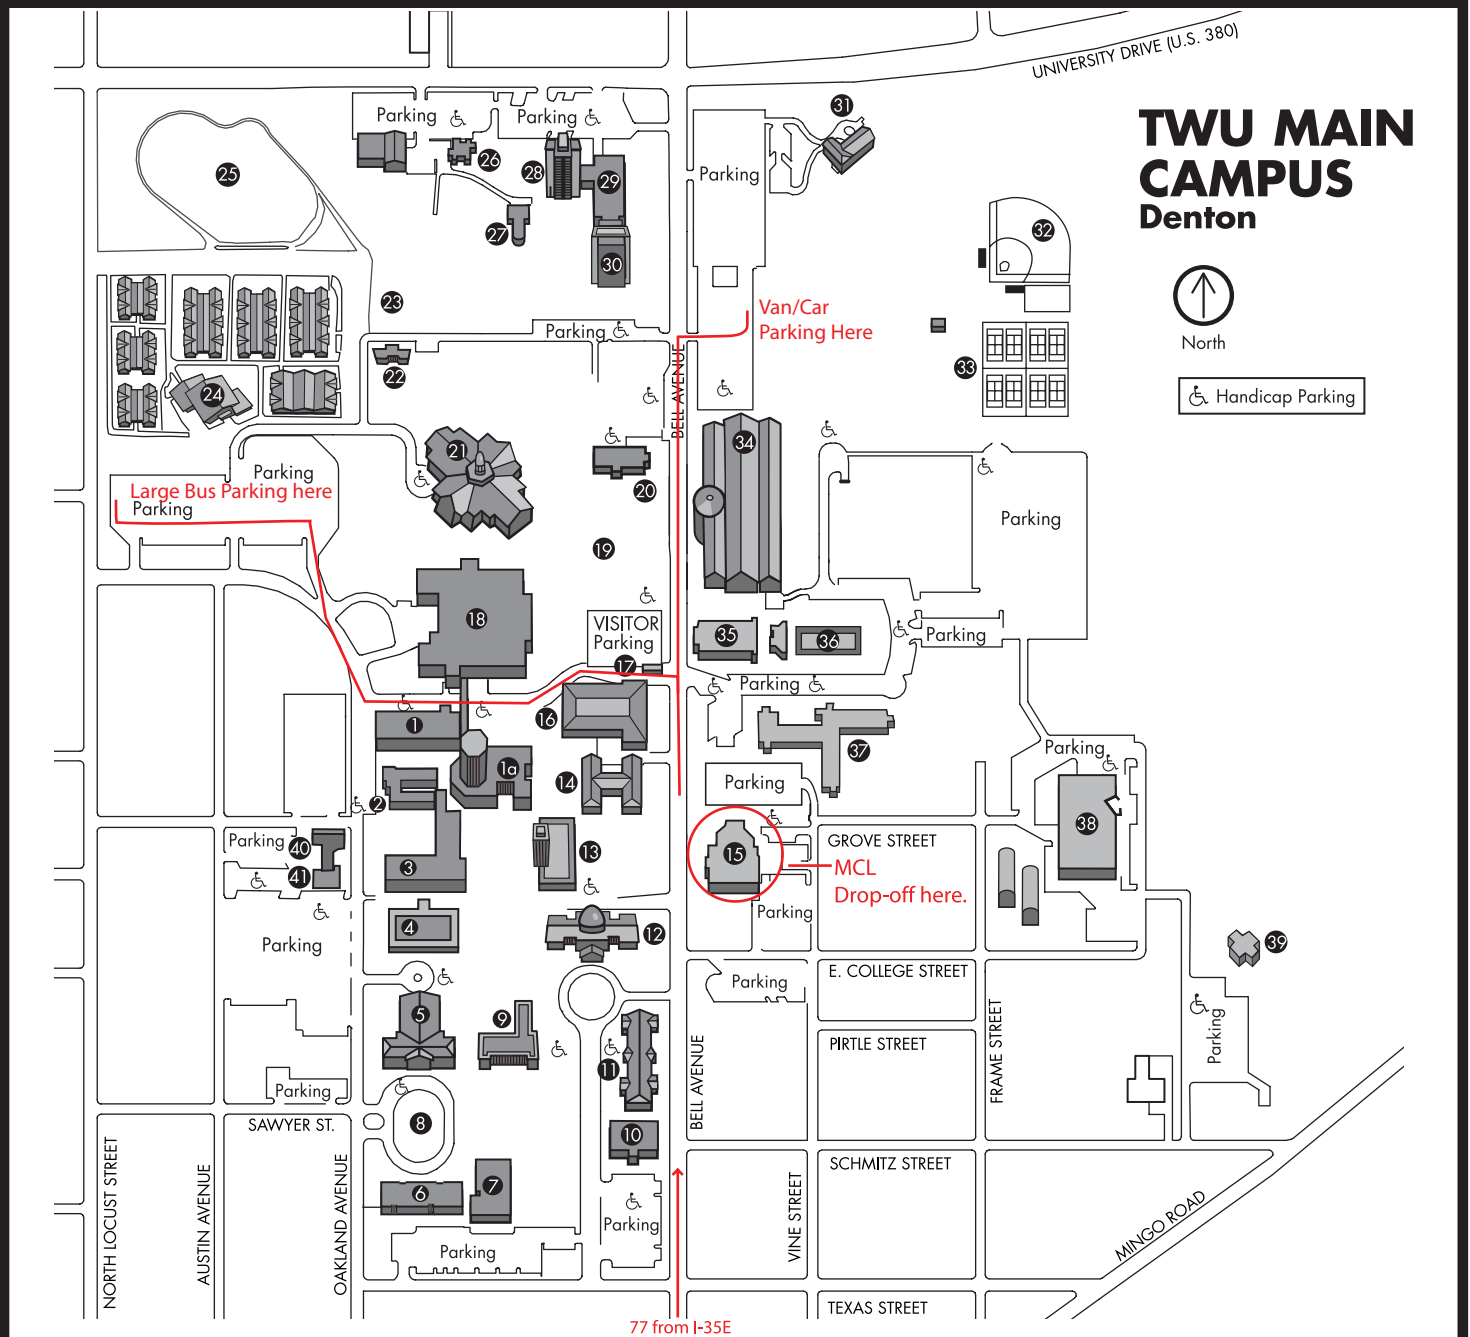 UNIVERSITY DRIVE (U.S. 380)
TWU MAIN
CAMPUS
Denton
North
Handicap Parking
Parking
Parking
Parking
31
25
26
28
29
27
30
32
23
Van/Car
Parking Here
Parking
BELL AVENUE
33
22
24
34
21
20
Parking
Large Bus Parking here
Parking
Parking
19
18
VISITOR
Parking
17
35
36
Parking
Parking
1
16
37
Parking
1a
14
Parking
2
38
Parking
40
41
3
13
15
GROVE STREET
MCL
Drop-off here.
Parking
4
12
39
Parking
E. COLLEGE STREET
Parking
5
9
11
PIRTLE STREET
BELL AVENUE
FRAME STREET
Parking
Parking
SAWYER ST.
8
10
SCHMITZ STREET
NORTH LOCUST STREET
AUSTIN AVENUE
OAKLAND AVENUE
6
7
Parking
Parking
VINE STREET
MINGO ROAD
TEXAS STREET
77 from I-35E